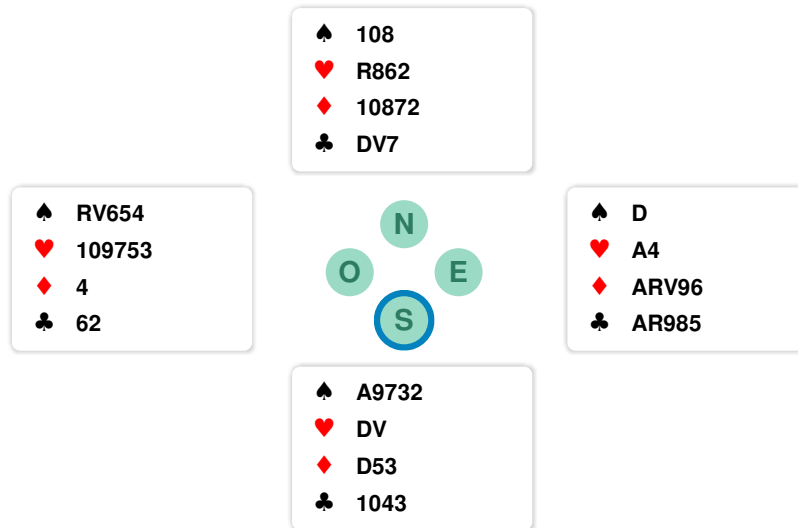 ♠ 108
♥ R862
♦ 10872
♣ DV7
♠ RV654
♥ 109753
♦ 4
♣ 62
N
O E
S
♠ D
♥ A4
♦ ARV96
♣ AR985
♠ A9732
♥ DV
♦ D53
♣ 1043